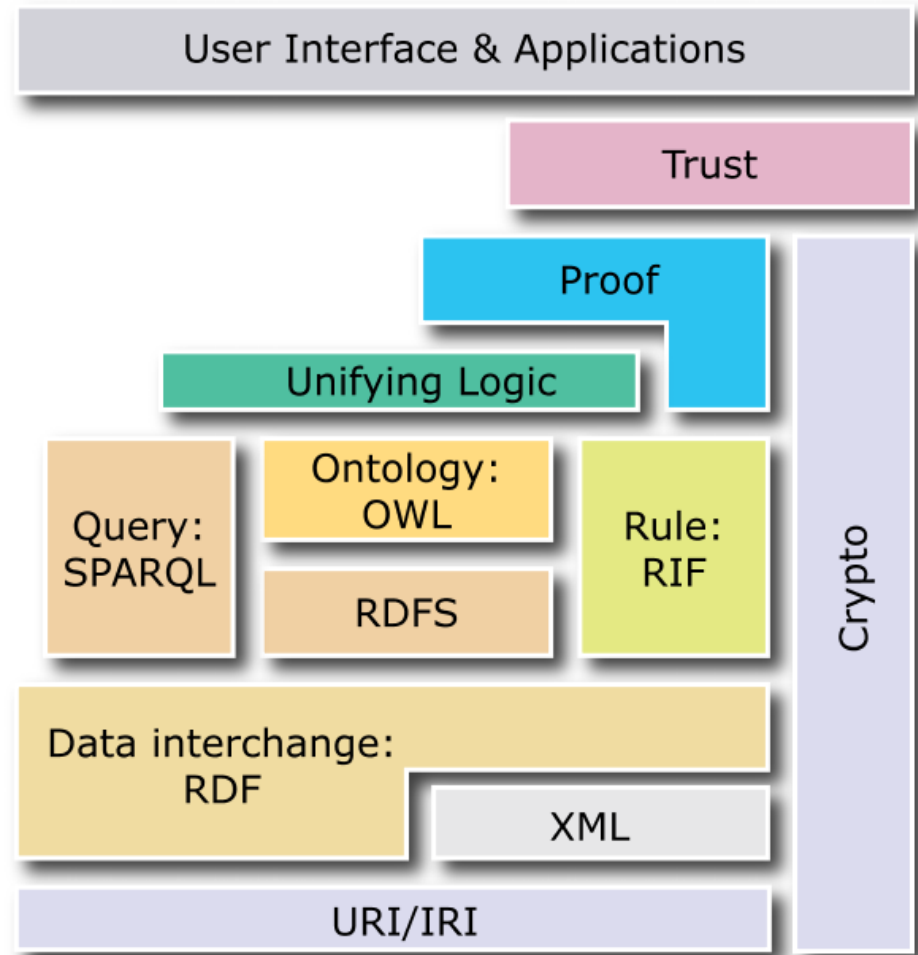 User Interface & Applications
Trust
Proof
Unifying Logic
Query:
SPARQL
Ontology:
OWL
RDFS
Rule:
RIF
Crypto
Data interchange:
RDF
XML
URI/IRI